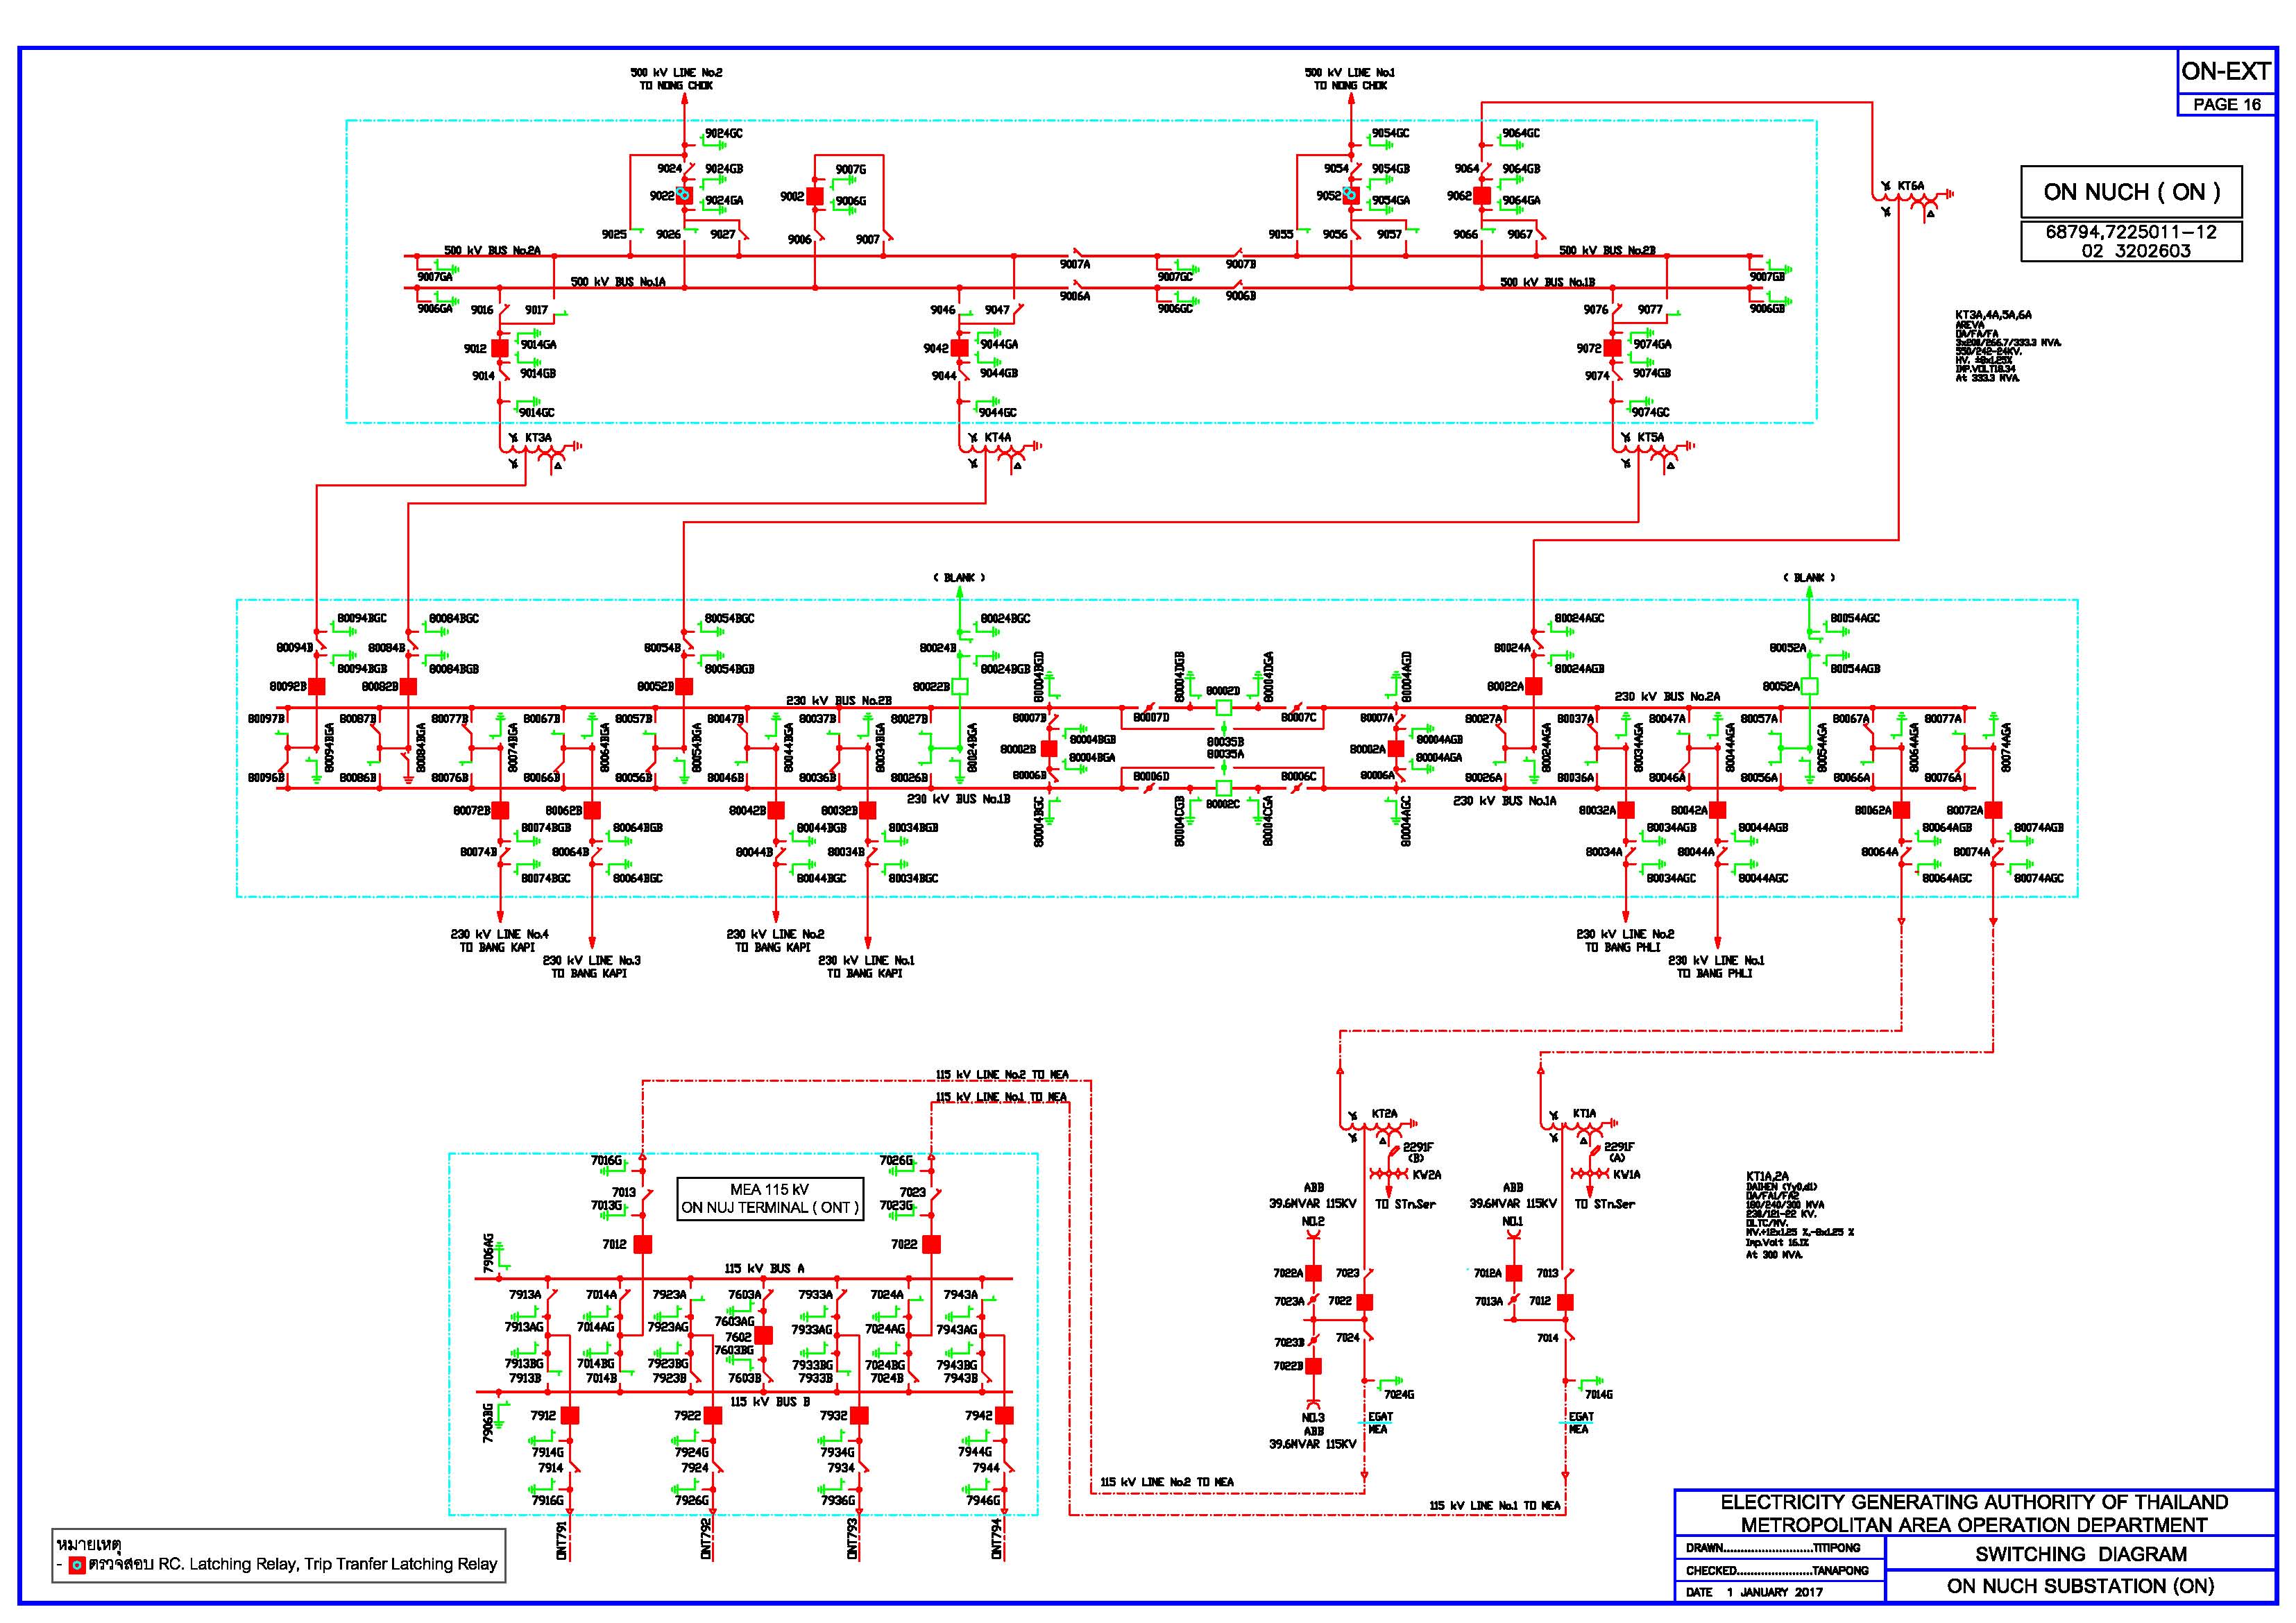 ON-EXT
PAGE 16
500 kV LINE No.2
TO NONG CHOK
500 kV LINE No.1
TO NONG CHOK
ON NUCH ( ON )
68794,7225011-12
02 3202603
9024GC
9024
9024GB
9022
9024GA
9025
9026
9027
9007G
9002
9006G
9006
9007
9054GC
9054
9054GB
9052
9054GA
9055
9056
9057
9064GC
9064
9064GB
9062
9064GA
9066
9067
KT6A
500 kV BUS No.2A
9007A
9007B
500 kV BUS No.2B
9007GA
9007GC
9007GB
500 kV BUS No.1A
9006A
9006B
500 kV BUS No.1B
9006GA
9006GC
9006GB
9016
9017
9012
9014GA
9014
9014GB
9014GC
9046
9047
9042
9044GA
9044
9044GB
9044GC
9076
9077
9072
9074GA
9074
9074GB
9074GC
KT3A
KT4A
KT5A
KT3A,4A,5A,6A
AREVA
OA/FA/FA
3x208/266.7/333.3 MVA.
550/242-24KV.
HV. ±8x1.25%
IMP.VOLT18.34
At 333.3 MVA.
( BLANK )
( BLANK )
80094BGC
80094B
80094BGB
80092B
80084BGC
80084B
80084BGB
80082B
80054BGC
80054B
80054BGB
80052B
80024BGC
80024B
80024BGB
80022B
80004BGD
80004DGB
80002D
80004DGA
80004AGD
80024AGC
80024A
80024AGB
80022A
80054AGC
80052A
80054AGB
80052A
230 kV BUS No.2B
230 kV BUS No.2A
80097B
80087B
80077B
80067B
80057B
80047B
80037B
80027B
80007B
80007D
80007C
80007A
80027A
80037A
80047A
80057A
80067A
80077A
80094BGA
80084BGA
80074BGA
80064BGA
80054BGA
80044BGA
80034BGA
80024BGA
80002B
80004BGB
80004BGA
80035B
80035A
80002A
80004AGB
80004AGA
80024AGA
80034AGA
80044AGA
80054AGA
80064AGA
80074AGA
80096B
80086B
80076B
80066B
80056B
80046B
80036B
80026B
80006B
80006D
80006C
80006A
80026A
80036A
80046A
80056A
80066A
80076A
230 kV BUS No.1B
230 kV BUS No.1A
80004BGC
80004CGB
80002C
80004CGA
80004AGC
80072B
80074BGB
80074B
80074BGC
80062B
80064BGB
80064B
80064BGC
80042B
80044BGB
80044B
80044BGC
80032B
80034BGB
80034B
80034BGC
80032A
80034AGB
80034A
80034AGC
80042A
80044AGB
80044A
80044AGC
80062A
80064AGB
80064A
80064AGC
80072A
80074AGB
80074A
80074AGC
230 kV LINE No.4
TO BANG KAPI
230 kV LINE No.3
TO BANG KAPI
230 kV LINE No.2
TO BANG KAPI
230 kV LINE No.1
TO BANG KAPI
230 kV LINE No.2
TO BANG PHLI
230 kV LINE No.1
TO BANG PHLI
115 kV LINE No.2 TO MEA
115 kV LINE No.1 TO MEA
KT2A
2291F
(B)
KW2A
TO STn.Ser
KT1A
2291F
(A)
KW1A
TO STn.Ser
ABB
39.6MVAR 115KV
NO.2
ABB
39.6MVAR 115KV
NO.1
KT1A,2A
DAIHEN (Yy0,d1)
OA/FA1/FA2
180/240/300 MVA
230/121-22 KV.
OLTC/MV.
MV.+12x1.25 %,-8x1.25 %
Imp.Volt 16.1%
At 300 MVA.
7022A
7023
7023A
7022
7023B
7024
7022B
7024G
NO.3
ABB
39.6MVAR 115KV
EGAT
MEA
7012A
7013
7013A
7012
7014
7014G
EGAT
MEA
7016G
7013
7013G
7012
MEA 115 kV
ON NUJ TERMINAL ( ONT )
7026G
7023
7023G
7022
7906AG
115 kV BUS A
7913A
7014A
7923A
7603A
7933A
7024A
7943A
7913AG
7014AG
7923AG
7603AG
7602
7933AG
7024AG
7943AG
7913BG
7014BG
7923BG
7603BG
7933BG
7024BG
7943BG
7913B
7014B
7923B
7603B
7933B
7024B
7943B
115 kV BUS B
7906BG
7912
7922
7932
7942
7914G
7924G
7934G
7944G
7914
7924
7934
7944
7916G
7926G
7936G
7946G
ONT791
ONT792
ONT793
ONT794
115 kV LINE No.2 TO MEA
115 kV LINE No.1 TO MEA
หมายเหตุ
- ตรวจสอบ RC. Latching Relay, Trip Tranfer Latching Relay
ELECTRICITY GENERATING AUTHORITY OF THAILAND
METROPOLITAN AREA OPERATION DEPARTMENT
DRAWN..........................TITIPONG
CHECKED......................TANAPONG
DATE 1 JANUARY 2017
SWITCHING DIAGRAM
ON NUCH SUBSTATION (ON)